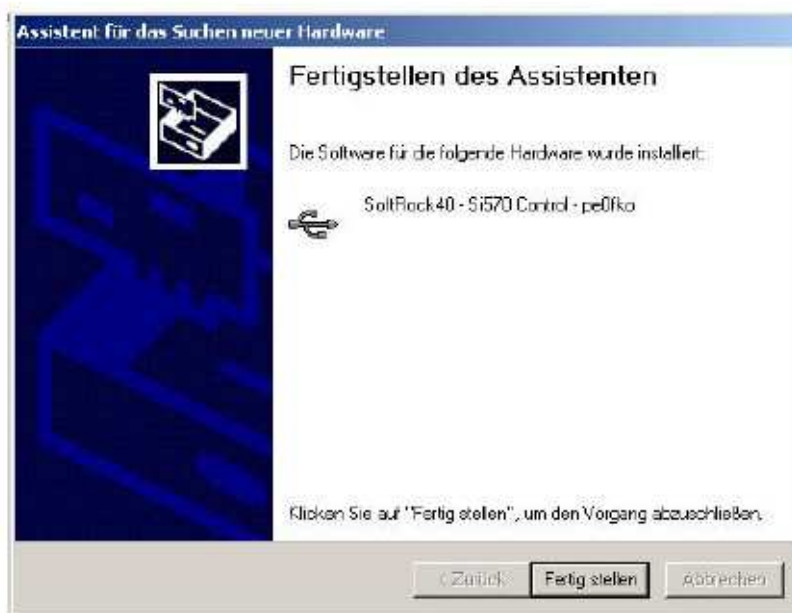 Assistent für das Suchen neuer Hardware
Fertigstellen des Assistenten
Die Software für die folgende Hardware wurde installiert:
SoftRock40 - Si570 Control - pe0fko
Klicken Sie auf "Fertig stellen", um den Vorgang abzuschließen.
< Zurück
Fertig stellen
Abbrechen